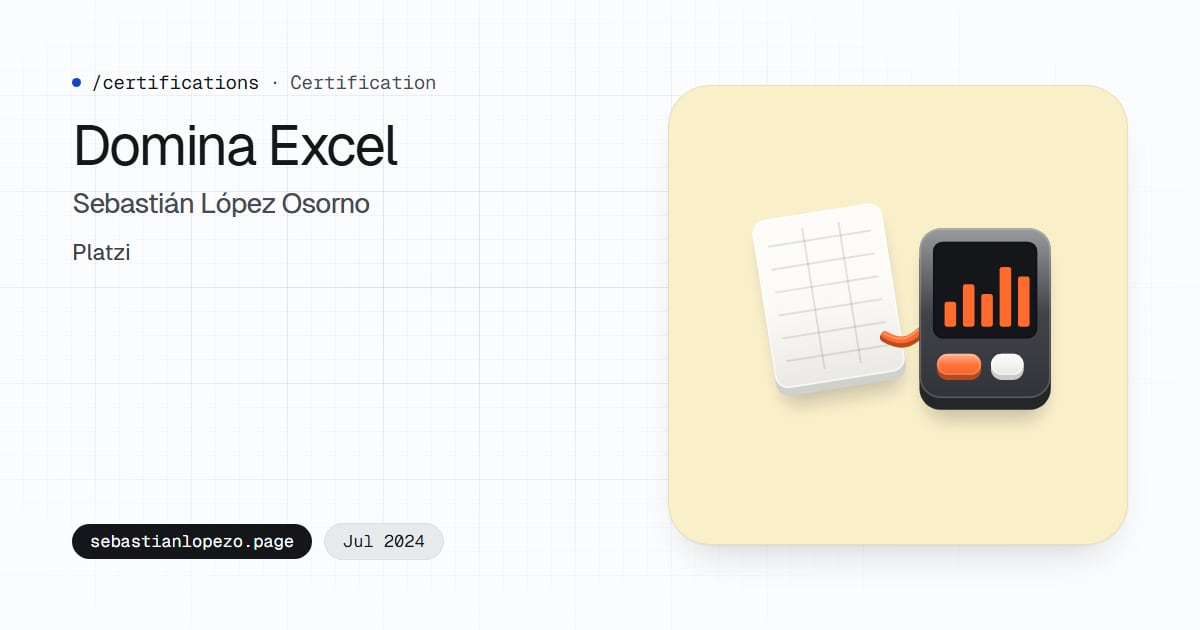 /certifications · Certification
Domina Excel
Sebastián López Osorno
Platzi
sebastianlopezo.page
Jul 2024